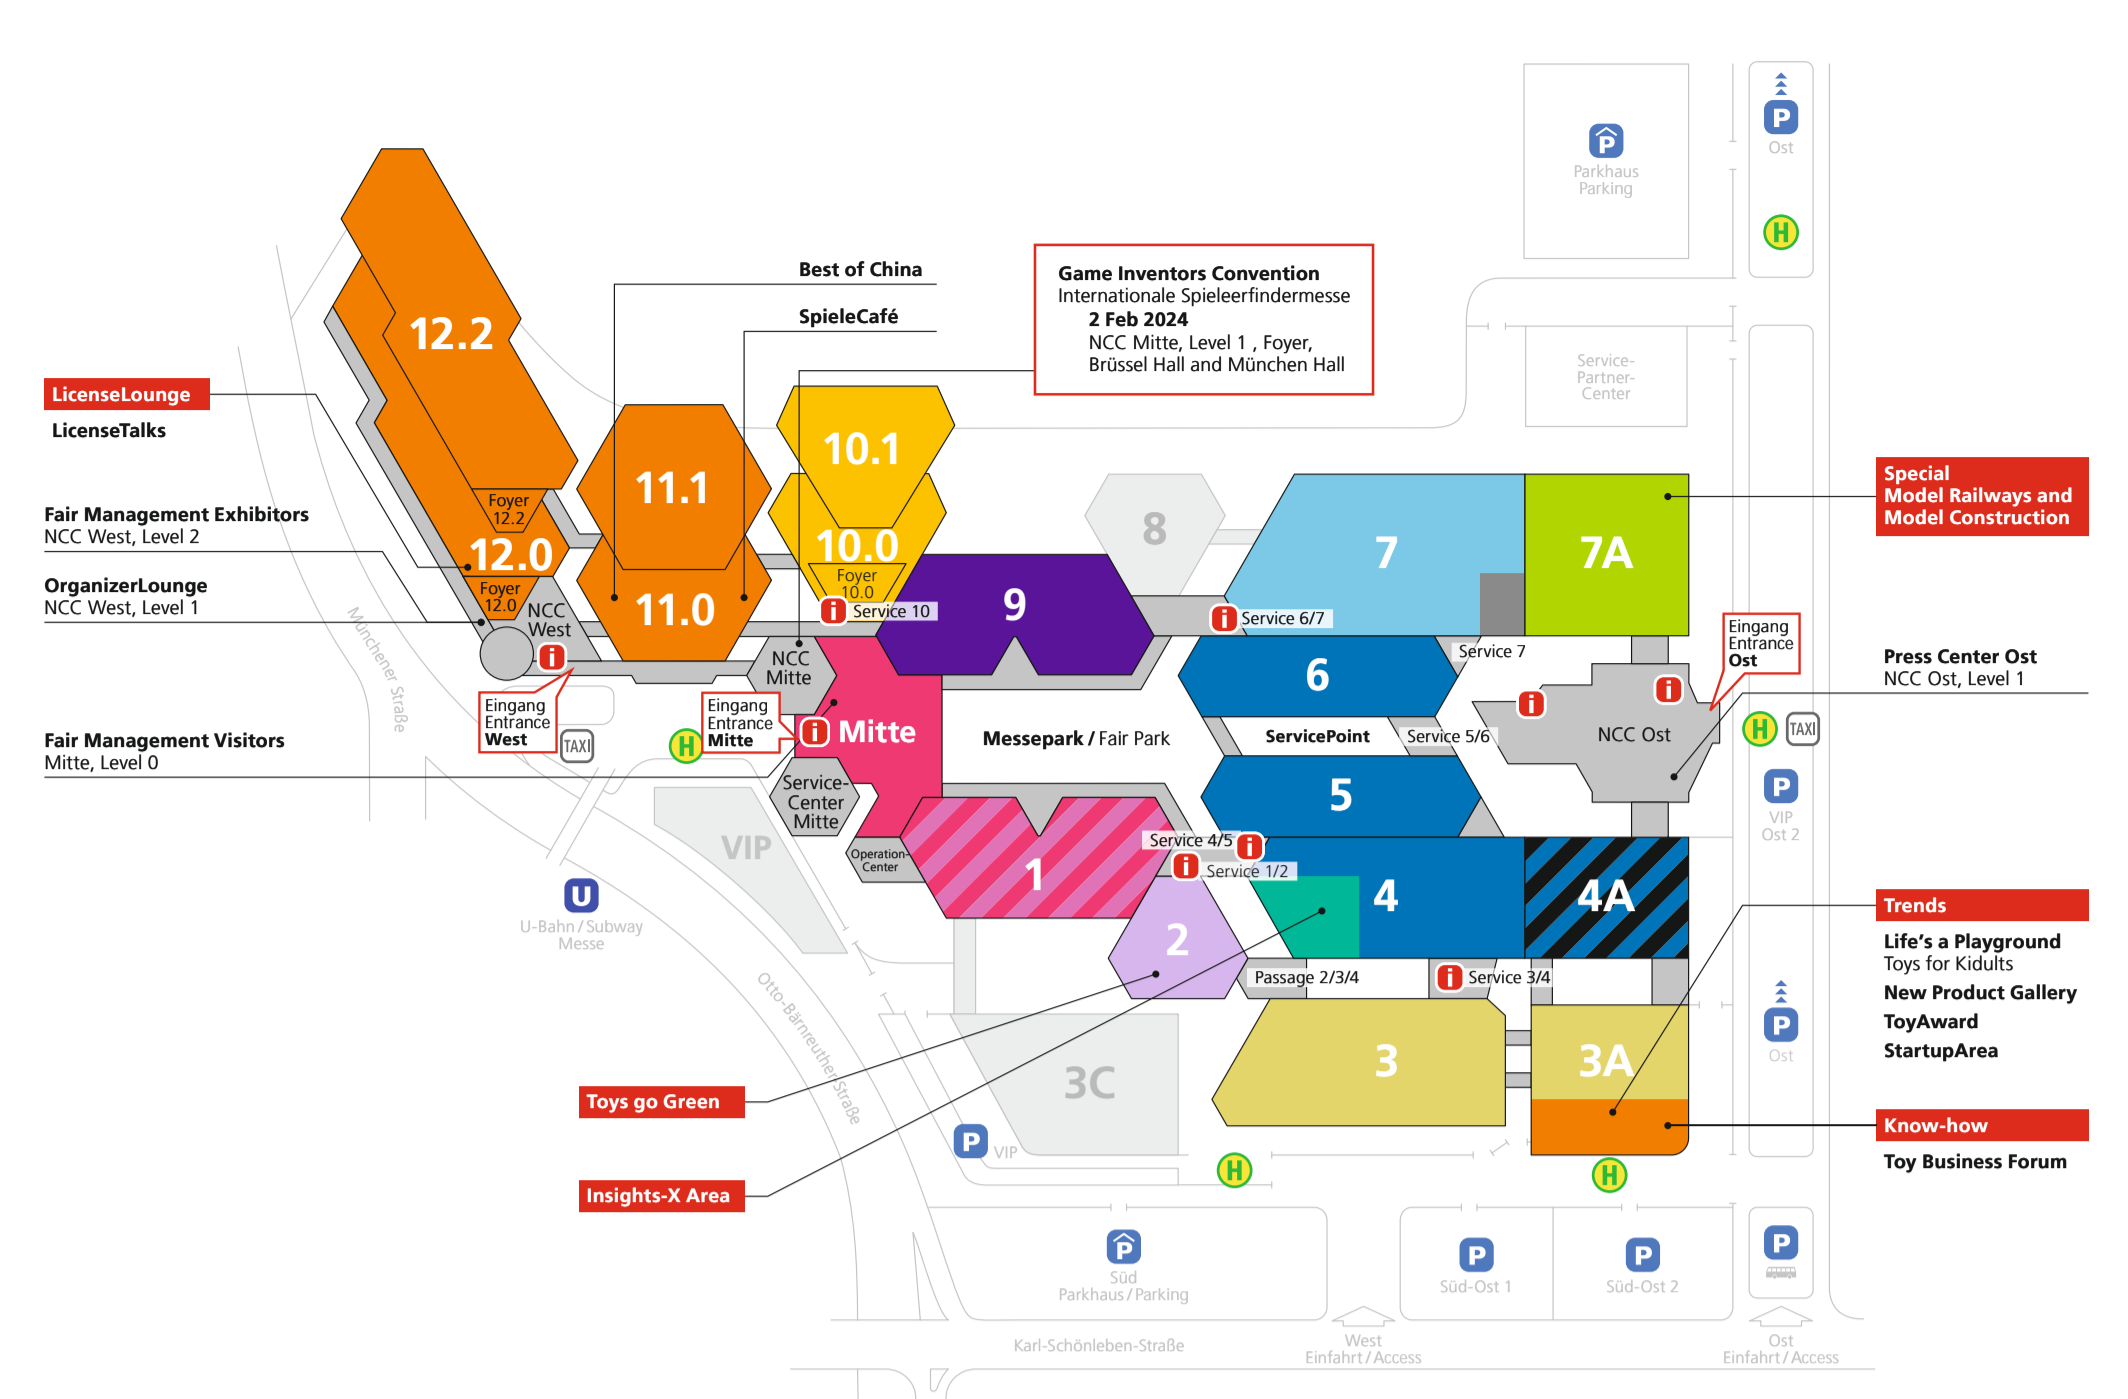 P
Ost
H
P
Parkhaus
Parking
Best of China
SpieleCafé
Game Inventors Convention
Internationale Spieleerfindermesse
2 Feb 2024
NCC Mitte, Level 1 , Foyer,
Brüssel Hall and München Hall
Service-
Partner-
Center
12.2
LicenseLounge
LicenseTalks
Fair Management Exhibitors
NCC West, Level 2
OrganizerLounge
NCC West, Level 1
Fair Management Visitors
Mitte, Level 0
Foyer
12.2
12.0
Foyer
12.0
NCC
West
i
Eingang
Entrance
West
TAXI
Münchener Straße
11.1
11.0
10.1
10.0
Foyer
10.0
i Service 10
NCC
Mitte
H
Eingang
Entrance
Mitte
i
Mitte
Service-
Center
Mitte
Operation-
Center
9
8
7
7A
i Service 6/7
Service 7
6
Messepark / Fair Park
ServicePoint
Service 5/6
5
i
i
NCC Ost
Eingang
Entrance
Ost
Special
Model Railways and
Model Construction
Press Center Ost
NCC Ost, Level 1
H TAXI
P
VIP
Ost 2
VIP
U
U-Bahn / Subway
Messe
Otto-Bärnreuther-Straße
1
Service 4/5 i
i Service 1/2
2
4
4A
Passage 2/3/4
i Service 3/4
3
3A
3C
Trends
Life's a Playground
Toys for Kidults
New Product Gallery
ToyAward
StartupArea
Know-how
Toy Business Forum
P
Ost
Toys go Green
Insights-X Area
P VIP
H
H
P
Süd
Parkhaus / Parking
P
Süd-Ost 1
P
Süd-Ost 2
P
Karl-Schönleben-Straße
West
Einfahrt / Access
Ost
Einfahrt / Access